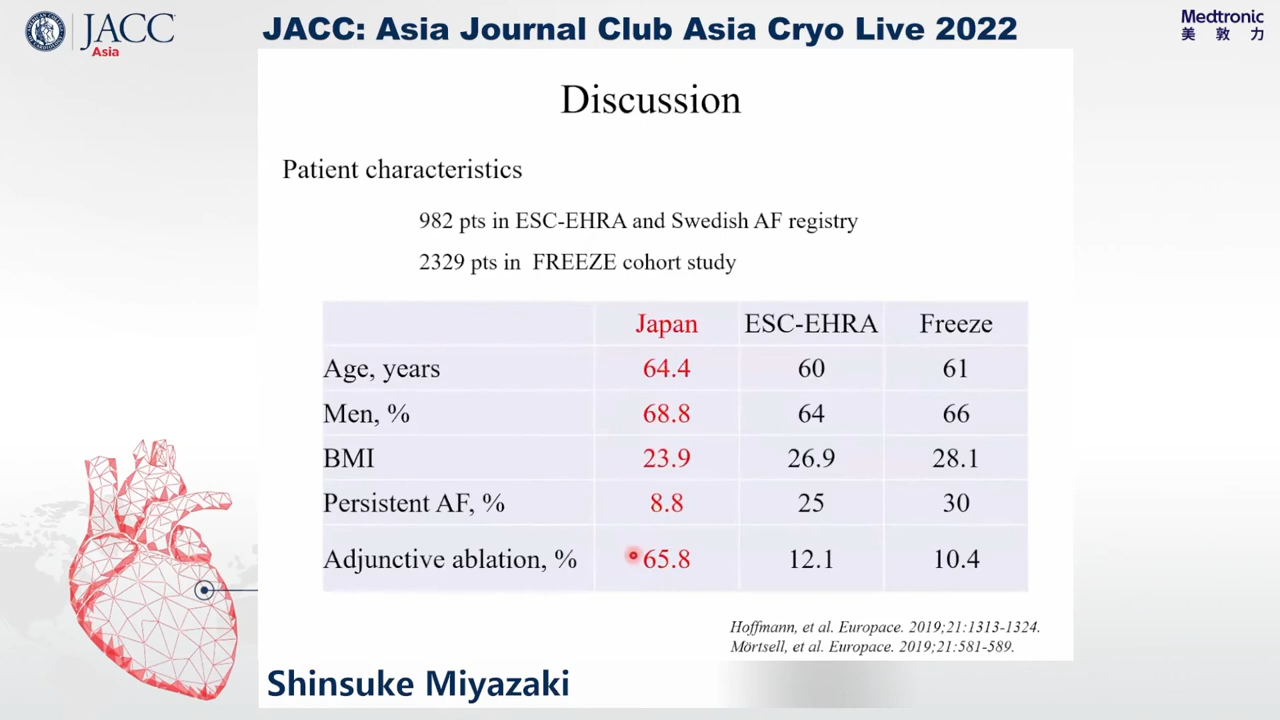 JACC
Asia
JACC: Asia Journal Club Asia Cryo Live 2022
Medtronic
美敦力
Discussion
Patient characteristics
982 pts in ESC-EHRA and Swedish AF registry
2329 pts in FREEZE cohort study
Japan ESC-EHRA Freeze
Age, years 64.4 60 61
Men, % 68.8 64 66
BMI 23.9 26.9 28.1
Persistent AF, % 8.8 25 30
Adjunctive ablation, % 65.8 12.1 10.4
Hoffmann, et al. Europace. 2019;21:1313-1324.
Mörtsell, et al. Europace. 2019;21:581-589.
Shinsuke Miyazaki